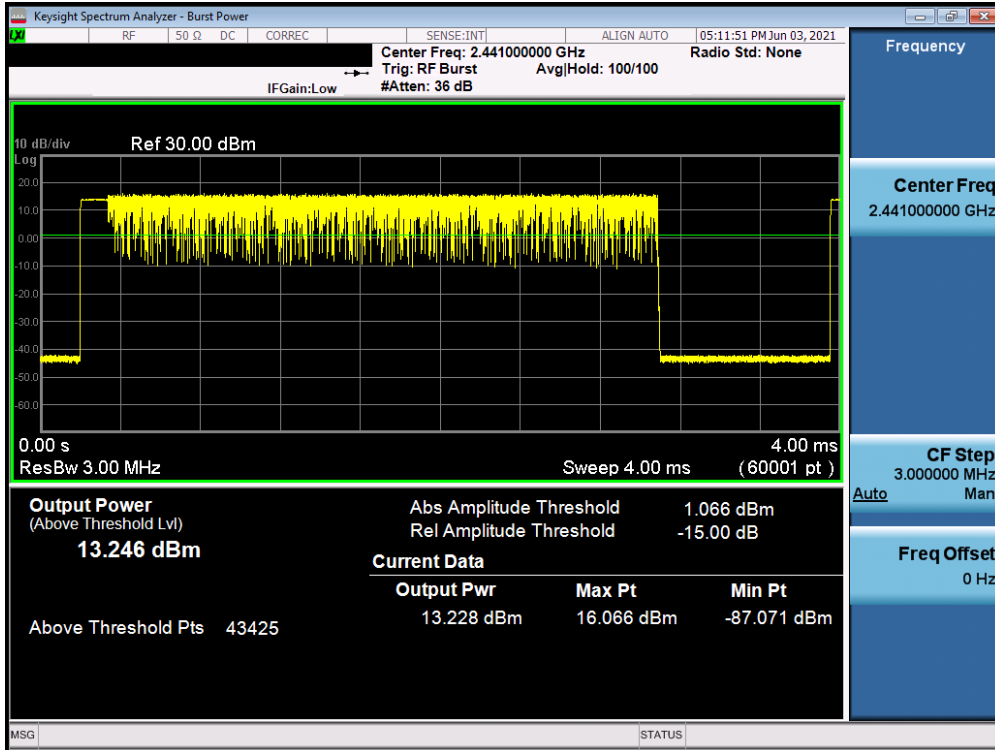 Keysight Spectrum Analyzer - Burst Power
LXI RF 50 Ω DC CORREC SENSE:INT ALIGN AUTO 05:11:51 PM Jun 03, 2021
Center Freq: 2.441000000 GHz Radio Std: None
Trig: RF Burst Avg|Hold: 100/100
IFGain:Low #Atten: 36 dB
10 dB/div Ref 30.00 dBm
Log
20.0
10.0
0.00
-10.0
-20.0
-30.0
-40.0
-50.0
-60.0
0.00 s 4.00 ms
ResBw 3.00 MHz Sweep 4.00 ms (60001 pt )
Output Power
(Above Threshold Lvl)
13.246 dBm
Above Threshold Pts 43425
Abs Amplitude Threshold 1.066 dBm
Rel Amplitude Threshold -15.00 dB
Current Data
Output Pwr Max Pt Min Pt
13.228 dBm 16.066 dBm -87.071 dBm
Frequency
Center Freq
2.441000000 GHz
CF Step
3.000000 MHz
Auto Man
Freq Offset
0 Hz
MSG STATUS